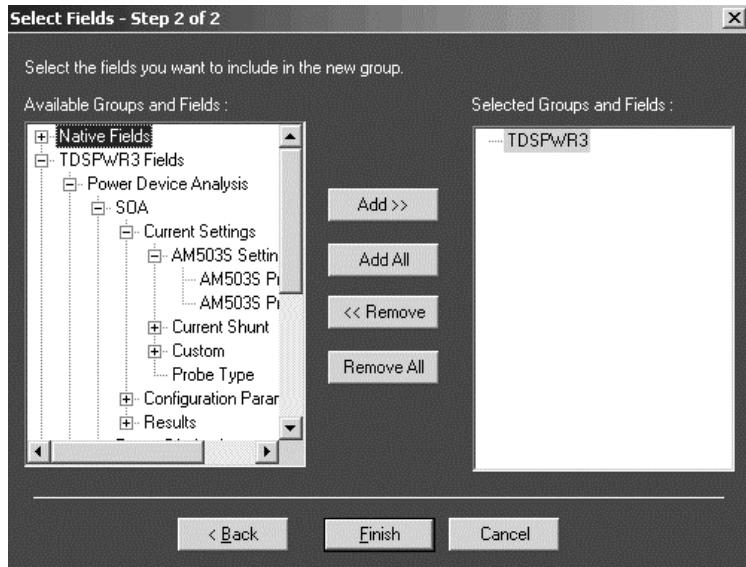 Select Fields - Step 2 of 2
Select the fields you want to include in the new group.
Available Groups and Fields :
Native Fields
TDSPWR3 Fields
Power Device Analysis
SOA
Current Settings
AM503S Settin
AM503S Pr
AM503S Pr
Current Shunt
Custom
Probe Type
Configuration Parar
Results
Add >>
Add All
<< Remove
Remove All
Selected Groups and Fields :
TDSPWR3
< Back
Finish
Cancel